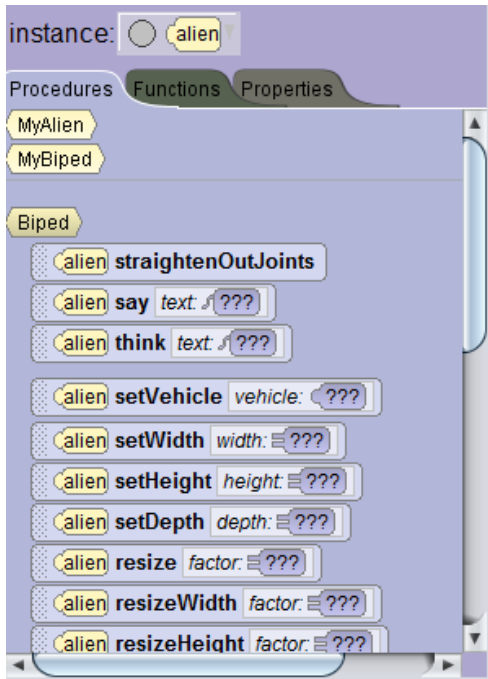 instance: alien
Procedures Functions Properties
MyAlien
MyBiped
Biped
alien straightenOutJoints
alien say text: ???
alien think text: ???
alien setVehicle vehicle: ???
alien setWidth width: ???
alien setHeight height: ???
alien setDepth depth: ???
alien resize factor: ???
alien resizeWidth factor: ???
alien resizeHeight factor: ???